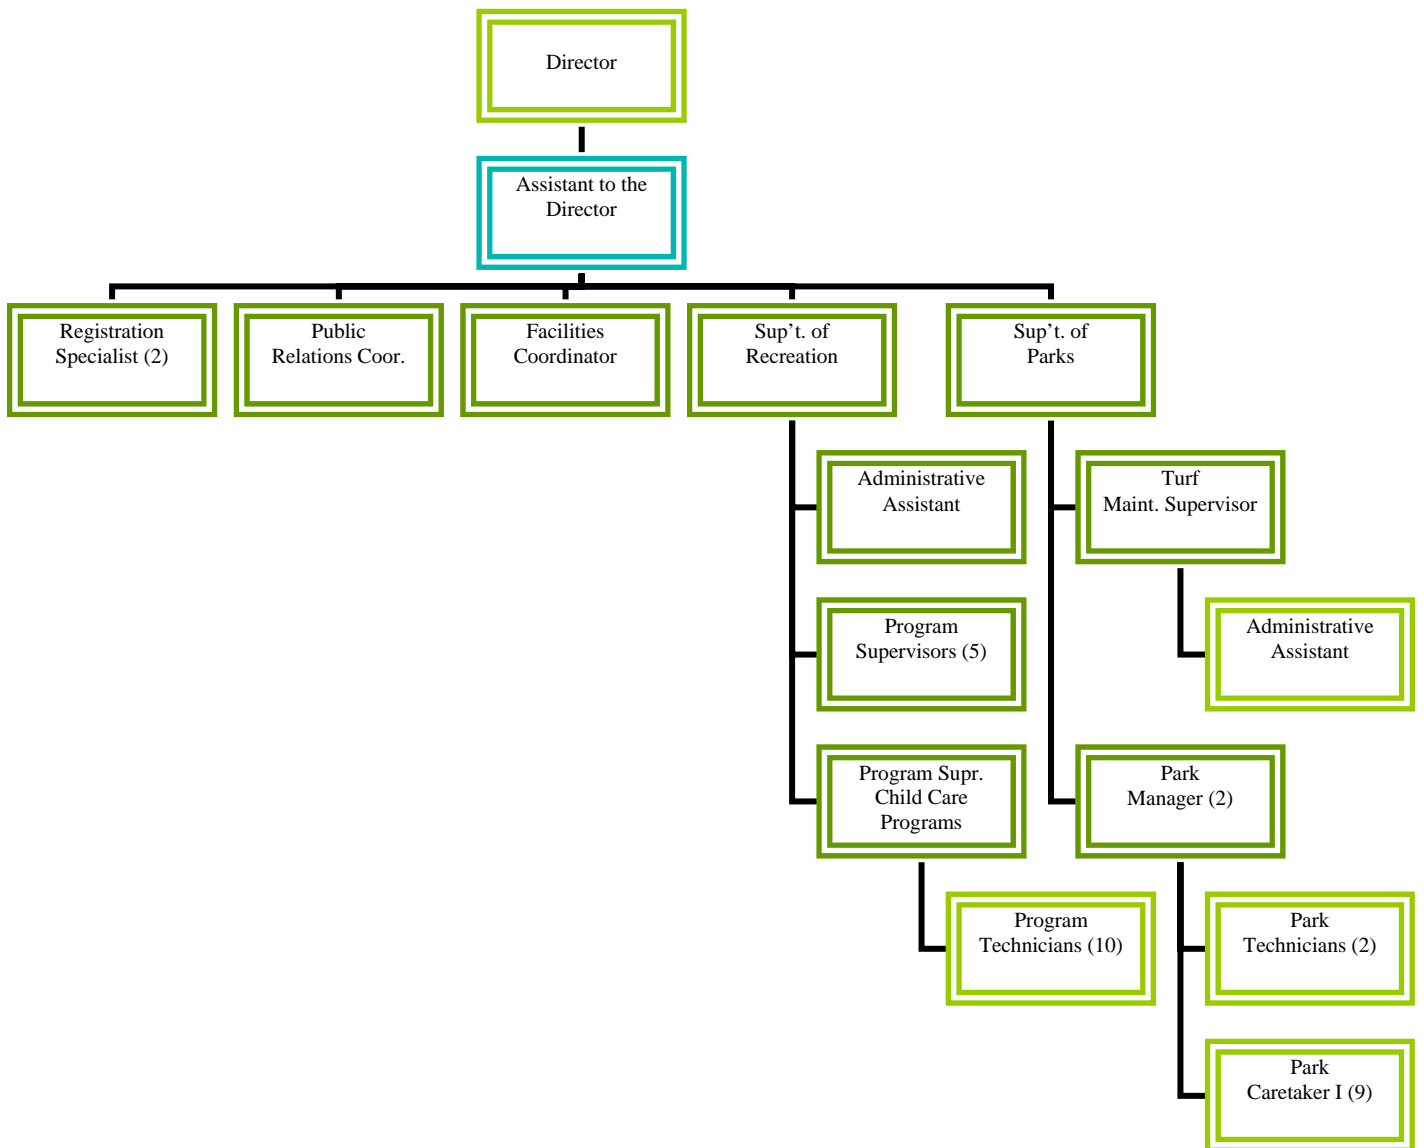 Director
Assistant to the
Director
Registration
Specialist (2)
Public
Relations Coor.
Facilities
Coordinator
Sup’t. of
Recreation
Sup’t. of
Parks
Administrative
Assistant
Turf
Maint. Supervisor
Program
Supervisors (5)
Administrative
Assistant
Program Supr.
Child Care
Programs
Park
Manager (2)
Program
Technicians (10)
Park
Technicians (2)
Park
Caretaker I (9)